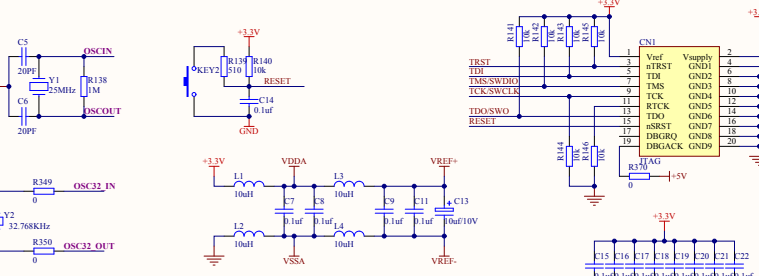 C5
20PF
OSCIN
Y1
25MHz
R138
1M
C6
20PF
OSCOUT
R349
0
OSC32_IN
Y2
32.768KHz
R350
0
OSC32_OUT
+3.3V
KEY2
R139
510
R140
10k
RESET
C14
0.1uf
GND
+3.3V
L1
10uH
VDDA
L3
10uH
VREF+
C7
0.1uf
C8
0.1uf
C9
0.1uf
C11
0.1uf
+
C13
10uf/10V
L2
10uH
VSSA
L4
10uH
VREF-
+3.3V
R141
10k
R142
10k
R143
10k
R145
10k
TRST
TDI
TMS/SWDIO
TCK/SWCLK
TDO/SWO
RESET
R144
10k
R146
10k
CN1
1 Vref Vsupply 2
3 nTRST GND1 4
5 TDI GND2 6
7 TMS GND3 8
9 TCK GND4 10
11 RTCK GND5 12
13 TDO GND6 14
15 nSRST GND7 16
17 DBGRQ GND8 18
19 DBGACK GND9 20
JTAG
R370
0
+5V
+3.3V
C15 C16 C17 C18 C19 C20 C21 C22